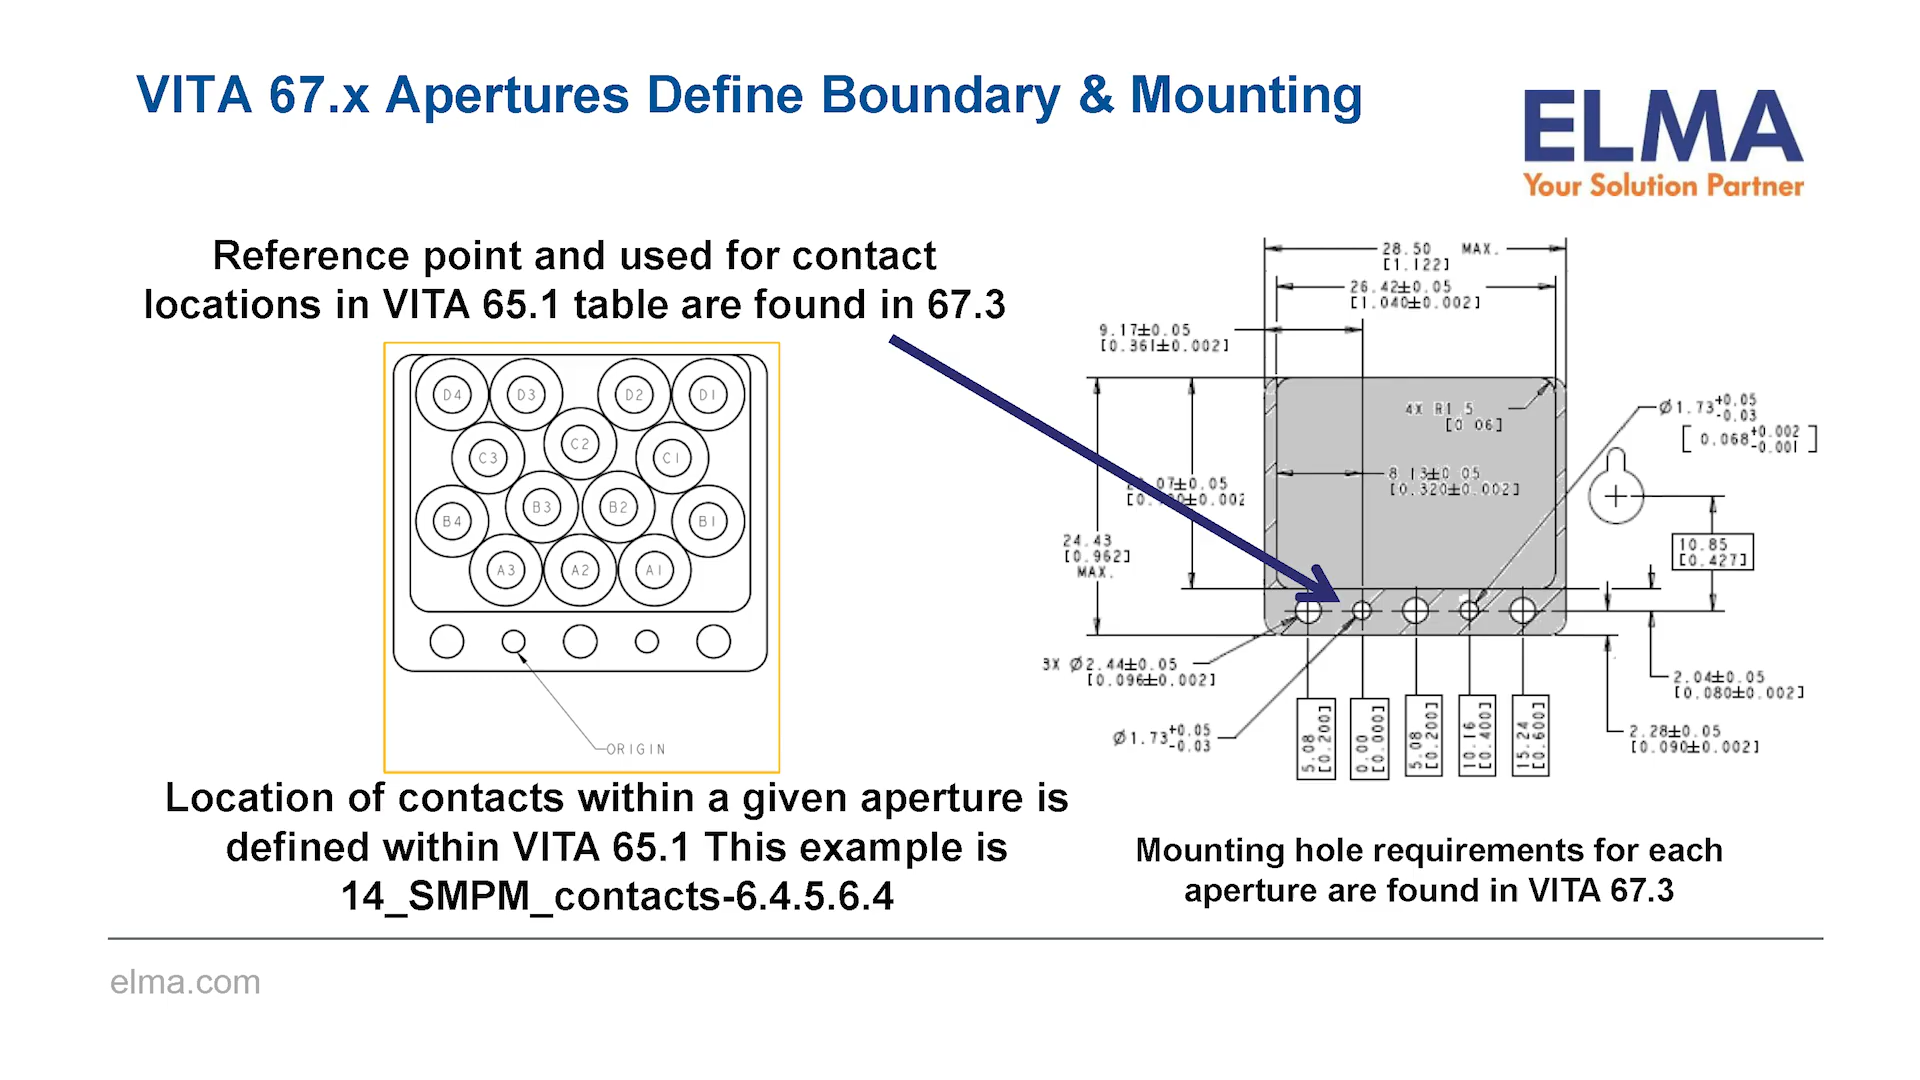 VITA 67.x Apertures Define Boundary & Mounting
ELMA
Your Solution Partner
Reference point and used for contact
locations in VITA 65.1 table are found in 67.3
D4 D3 D2 D1
C3 C2 C1
B4 B3 B2 B1
A3 A2 A1
ORIGIN
Location of contacts within a given aperture is
defined within VITA 65.1 This example is
14_SMPM_contacts-6.4.5.6.4
28.50 MAX.
[1.122]
26.42±0.05
[1.040±0.002]
9.17±0.05
[0.361±0.002]
4X R1.5
[0.06]
Ø1.73+0.05
-0.03
[0.068+0.002
-0.001]
8.13±0.05
[0.320±0.002]
.07±0.05
24.43
[0.962]
MAX.
10.85
[0.427]
3X Ø2.44±0.05
[0.096±0.002]
Ø1.73+0.05
-0.03
2.04±0.05
[0.080±0.002]
2.28±0.05
[0.090±0.002]
5.08
[0.200]
0.00
[0.000]
5.08
[0.200]
10.16
[0.400]
15.24
[0.600]
Mounting hole requirements for each
aperture are found in VITA 67.3
elma.com